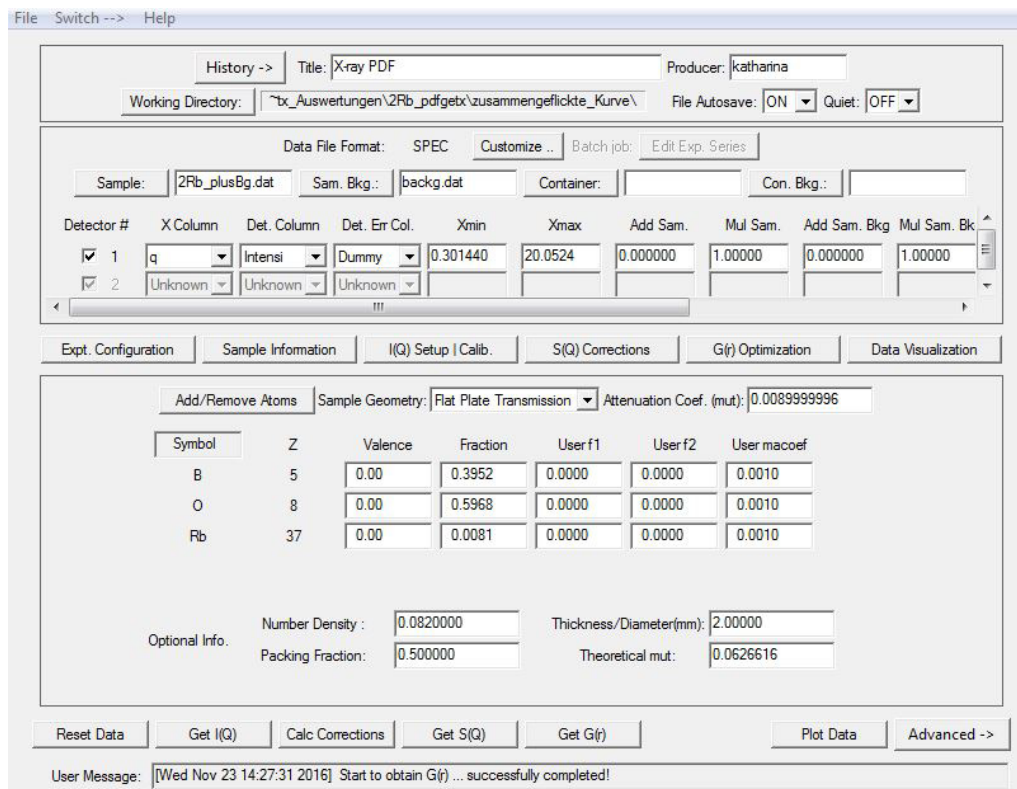 File Switch --> Help
History -> Title: X-ray PDF Producer: katharina
Working Directory: ~tx_Auswertungen\2Rb_pdfgetx\zusammengeflickte_Kurve\ File Autosave: ON Quiet: OFF
Data File Format: SPEC Customize .. Batch job: Edit Exp. Series
Sample: 2Rb_plusBg.dat Sam. Bkg.: backg.dat Container: Con. Bkg.:
Detector # X Column Det. Column Det. Err Col. Xmin Xmax Add Sam. Mul Sam. Add Sam. Bkg Mul Sam. Bk
1 q Intensi Dummy 0.301440 20.0524 0.000000 1.00000 0.000000 1.00000
2 Unknown Unknown Unknown
Expt. Configuration Sample Information I(Q) Setup | Calib. S(Q) Corrections G(r) Optimization Data Visualization
Add/Remove Atoms Sample Geometry: Flat Plate Transmission Attenuation Coef. (mut): 0.0089999996
Symbol Z Valence Fraction User f1 User f2 User macoef
B 5 0.00 0.3952 0.0000 0.0000 0.0010
O 8 0.00 0.5968 0.0000 0.0000 0.0010
Rb 37 0.00 0.0081 0.0000 0.0000 0.0010
Optional Info. Number Density : 0.0820000 Thickness/Diameter(mm): 2.00000
Packing Fraction: 0.500000 Theoretical mut: 0.0626616
Reset Data Get I(Q) Calc Corrections Get S(Q) Get G(r) Plot Data Advanced ->
User Message: [Wed Nov 23 14:27:31 2016] Start to obtain G(r) ... successfully completed!